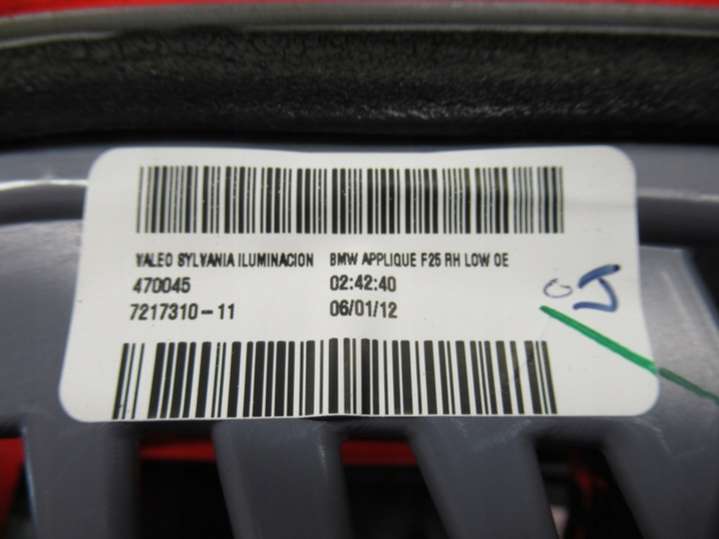 VALEO SYLVANIA ILUMINACION BMW APPLIQUE F25 RH LOW OE
470045 02:42:40
7217310-11 06/01/12